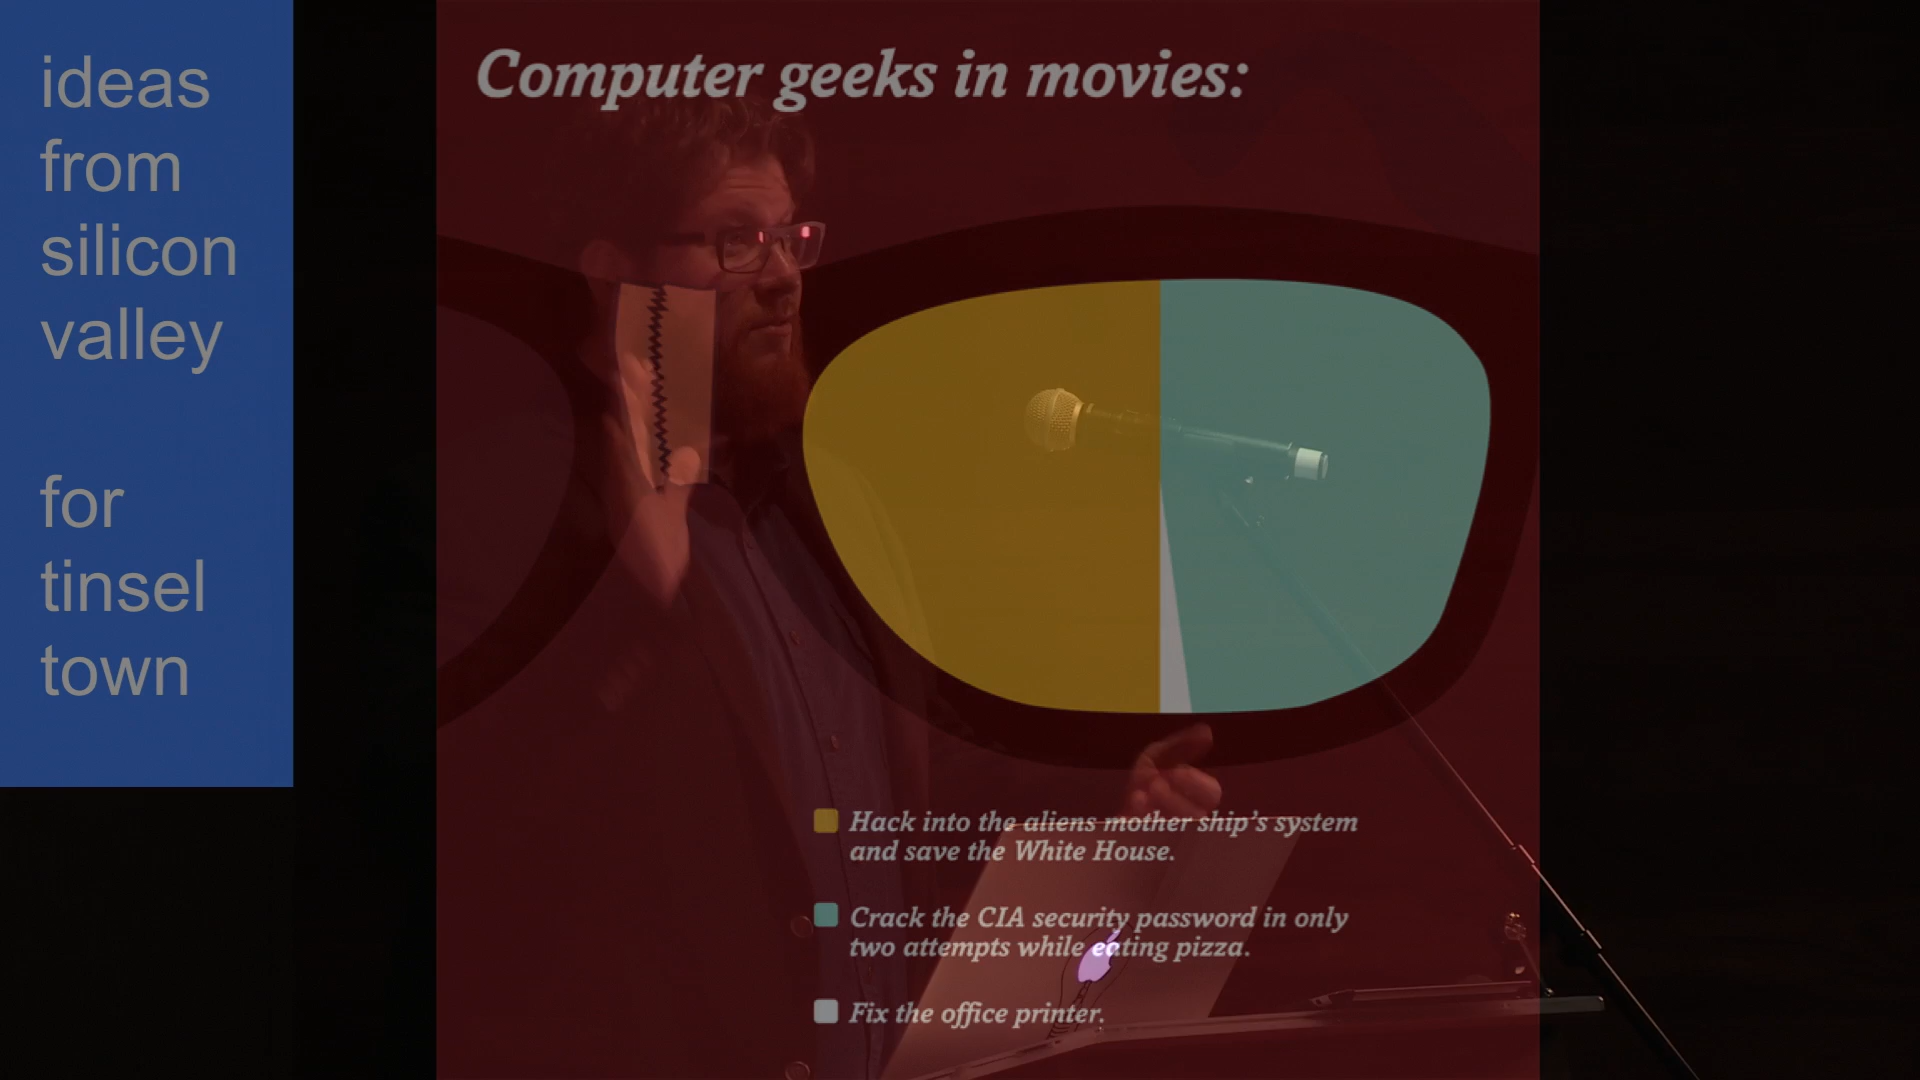 ideas
from
silicon
valley
for
tinsel
town
Computer geeks in movies:
Hack into the aliens mother ship's system
and save the White House.
Crack the CIA security password in only
two attempts while eating pizza.
Fix the office printer.